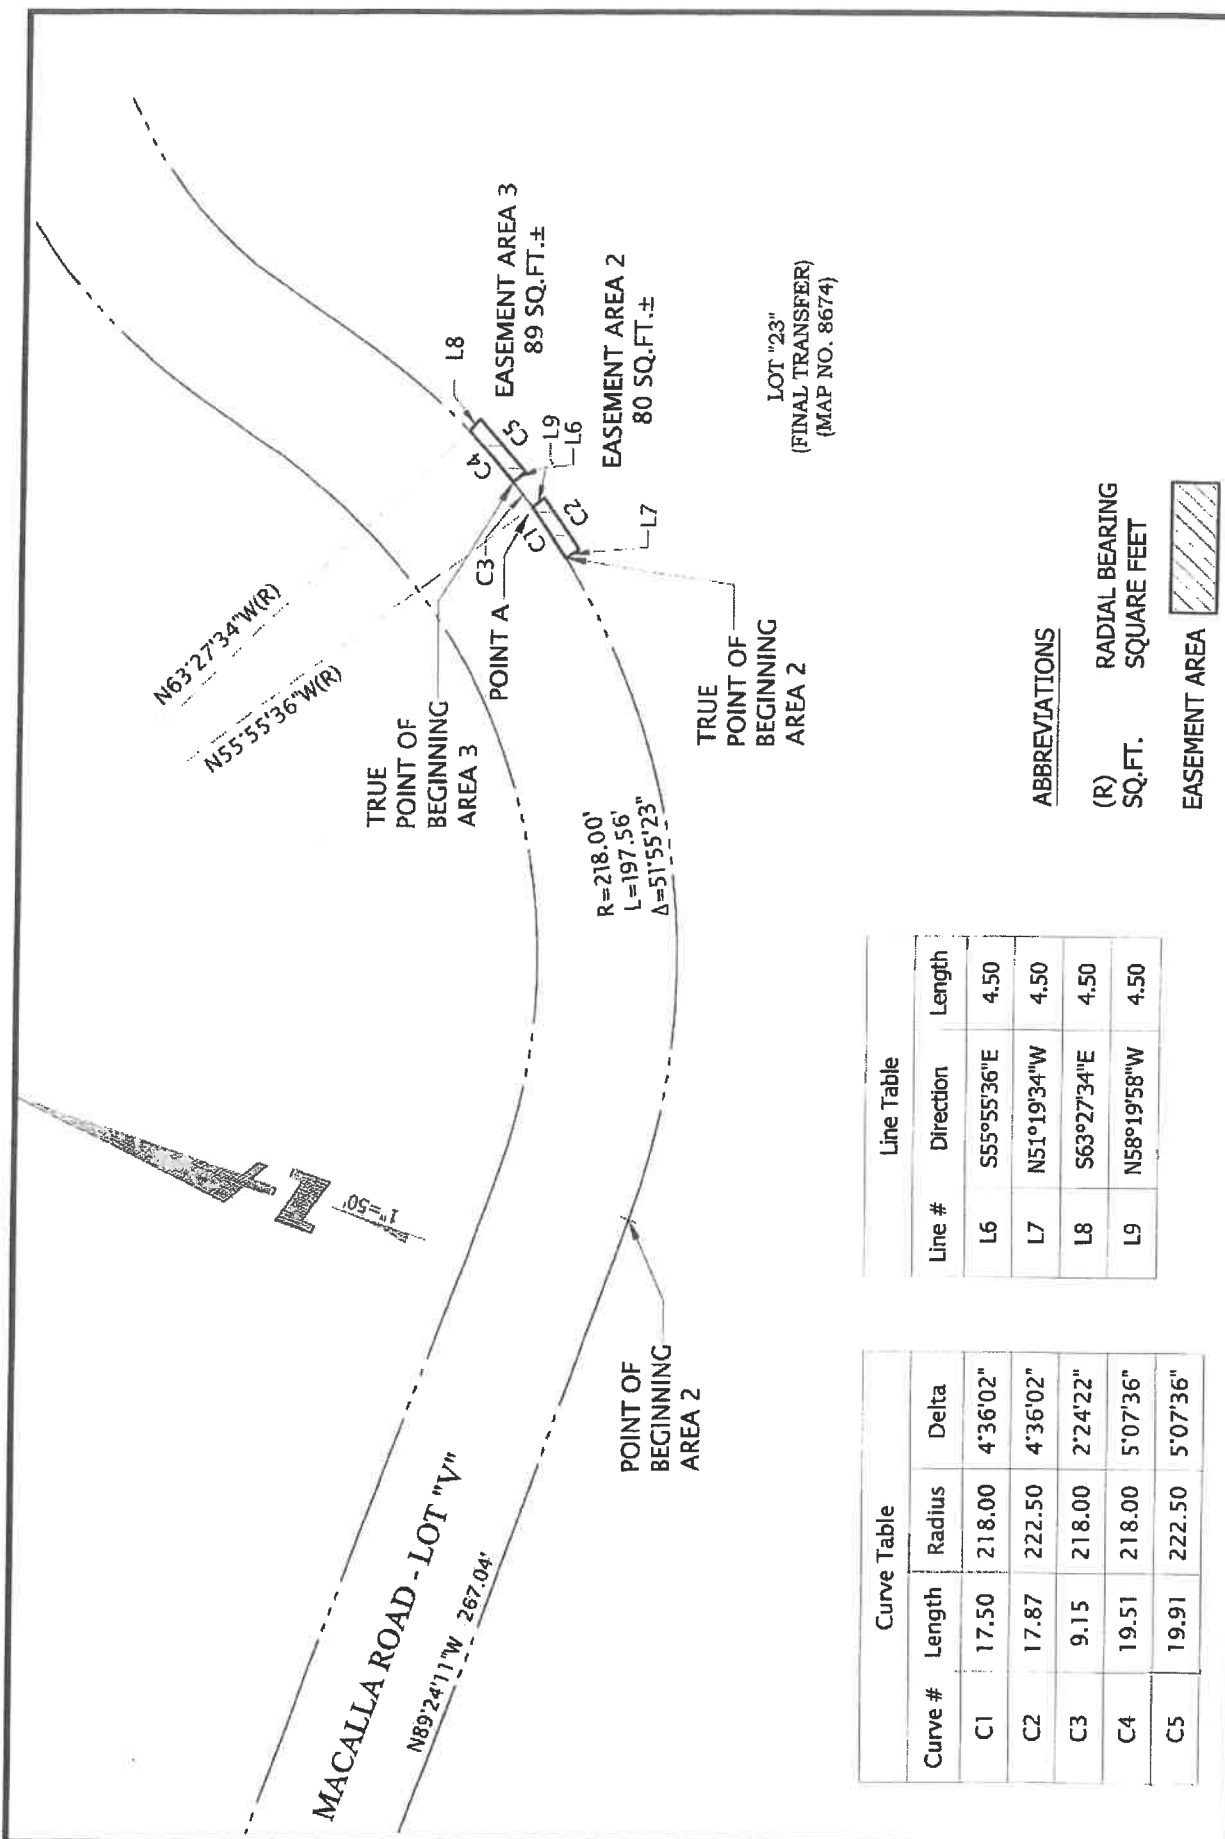 1"=50'
MACALLA ROAD - LOT "V"
N89°24'11"W 267.04'
POINT OF
BEGINNING
AREA 2
R=218.00'
L=197.56'
Δ=51°55'23"
N63°27'34"W(R)
N55°55'36"W(R)
TRUE
POINT OF
BEGINNING
AREA 3
POINT A
C3
C4
C5
C1
C2
L8
L9
L6
L7
EASEMENT AREA 3
89 SQ.FT.±
EASEMENT AREA 2
80 SQ.FT.±
TRUE
POINT OF
BEGINNING
AREA 2
LOT "23"
(FINAL TRANSFER)
(MAP NO. 8674)
Curve Table
Curve # Length Radius Delta
C1 17.50 218.00 4°36'02"
C2 17.87 222.50 4°36'02"
C3 9.15 218.00 2°24'22"
C4 19.51 218.00 5°07'36"
C5 19.91 222.50 5°07'36"
Line Table
Line # Direction Length
L6 S55°55'36"E 4.50
L7 N51°19'34"W 4.50
L8 S63°27'34"E 4.50
L9 N58°19'58"W 4.50
ABBREVIATIONS
(R) RADIAL BEARING
SQ.FT. SQUARE FEET
EASEMENT AREA